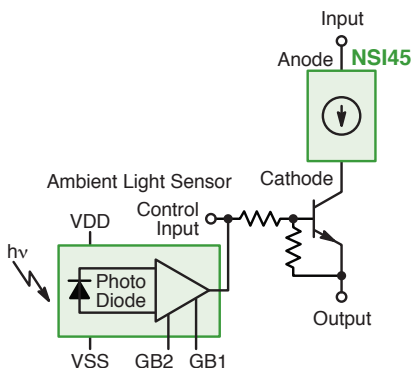 Input
Anode NSI45
Cathode
Ambient Light Sensor
Control
Input
VDD
hν
Photo
Diode
Output
VSS GB2 GB1